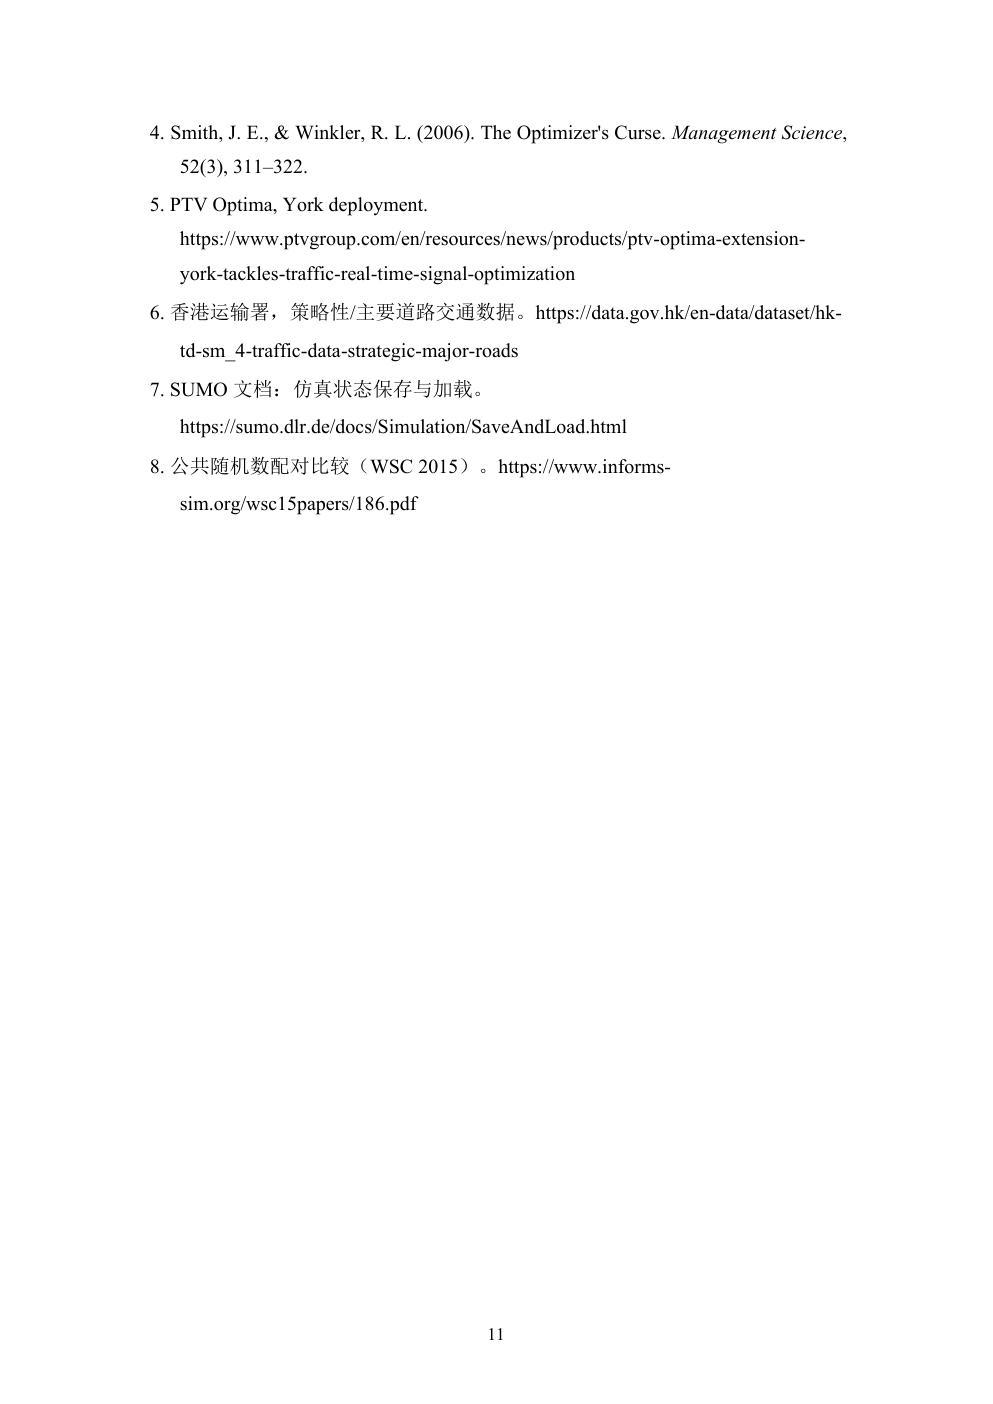 4. Smith, J. E., & Winkler, R. L. (2006). The Optimizer's Curse. Management Science,
52(3), 311–322.
5. PTV Optima, York deployment.
https://www.ptvgroup.com/en/resources/news/products/ptv-optima-extension-
york-tackles-traffic-real-time-signal-optimization
6. 香港运输署，策略性/主要道路交通数据。https://data.gov.hk/en-data/dataset/hk-
td-sm_4-traffic-data-strategic-major-roads
7. SUMO 文档：仿真状态保存与加载。
https://sumo.dlr.de/docs/Simulation/SaveAndLoad.html
8. 公共随机数配对比较（WSC 2015）。https://www.informs-
sim.org/wsc15papers/186.pdf
11